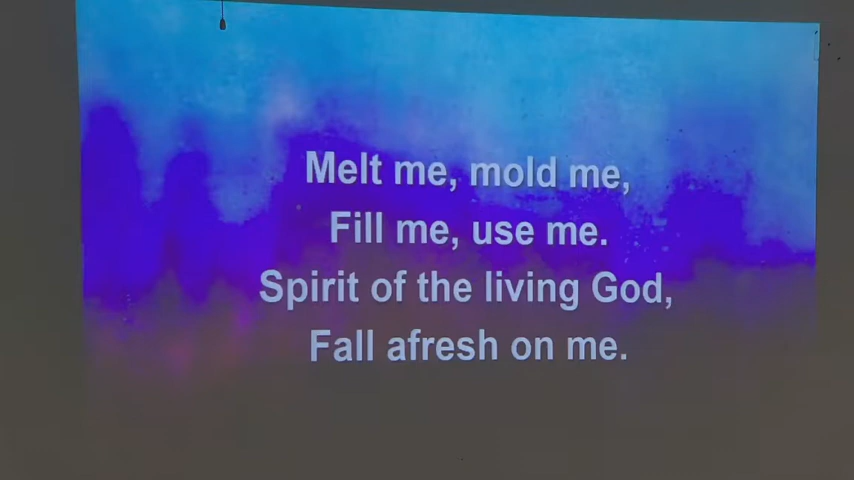 Melt me, mold me,
Fill me, use me.
Spirit of the living God,
Fall afresh on me.